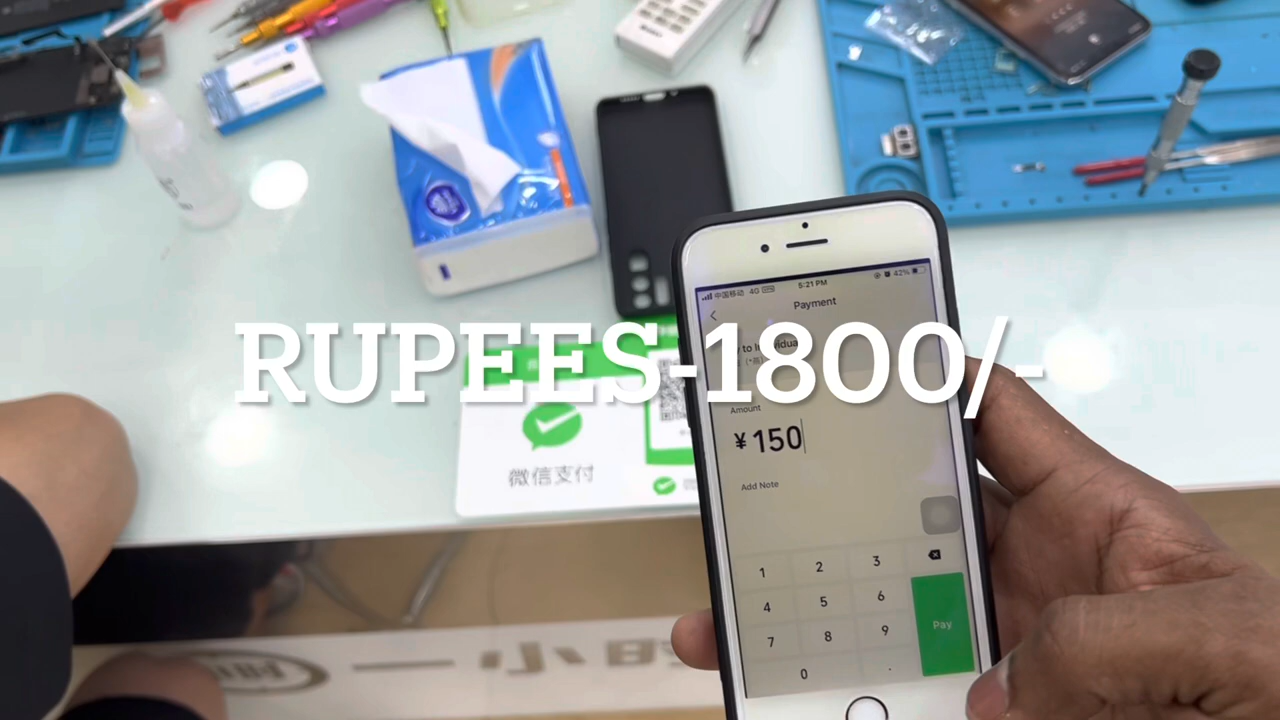 中国移动 4G
5:21 PM
42%
Payment
RUPEES-1800/-
Amount
¥150
Add Note
微信支付
1 2 3
4 5 6
7 8 9
0 .
Pay